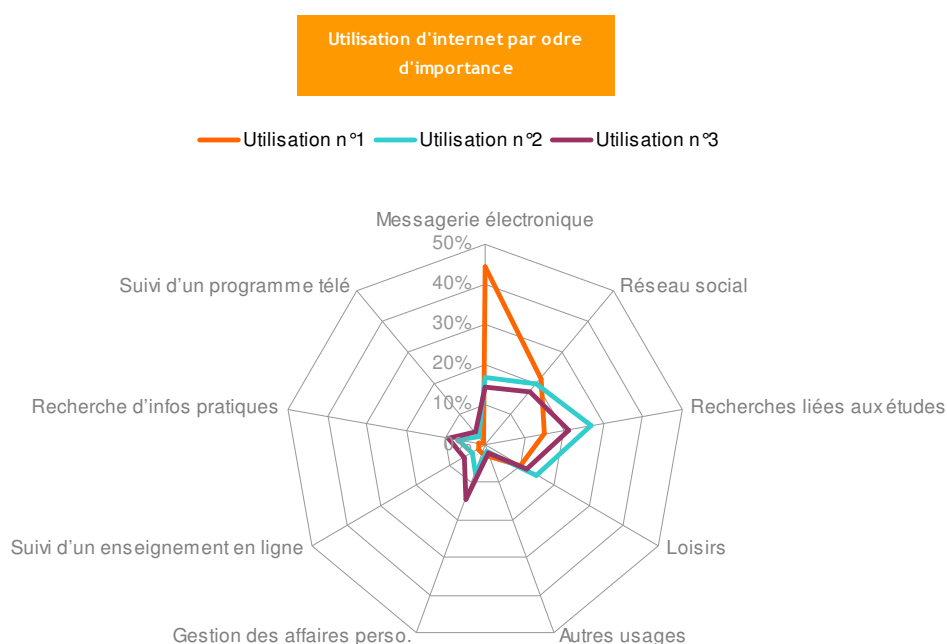 Utilisation d'internet par odre
d'importance
Utilisation n°1 Utilisation n°2 Utilisation n°3
Messagerie électronique
50%
Suivi d'un programme télé
40%
Réseau social
30%
20%
Recherche d'infos pratiques
10%
Recherches liées aux études
0%
Suivi d'un enseignement en ligne
Loisirs
Gestion des affaires perso.
Autres usages